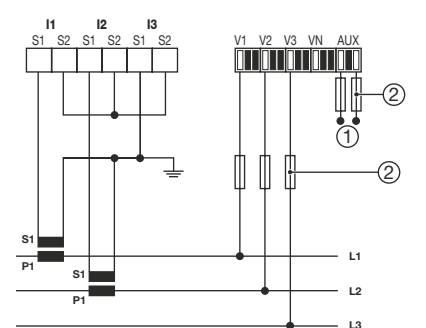 I1 I2 I3
S1 S2 S1 S2 S1 S2
V1 V2 V3 VN AUX
2
1
2
S1
P1
L1
S1
P1
L2
L3